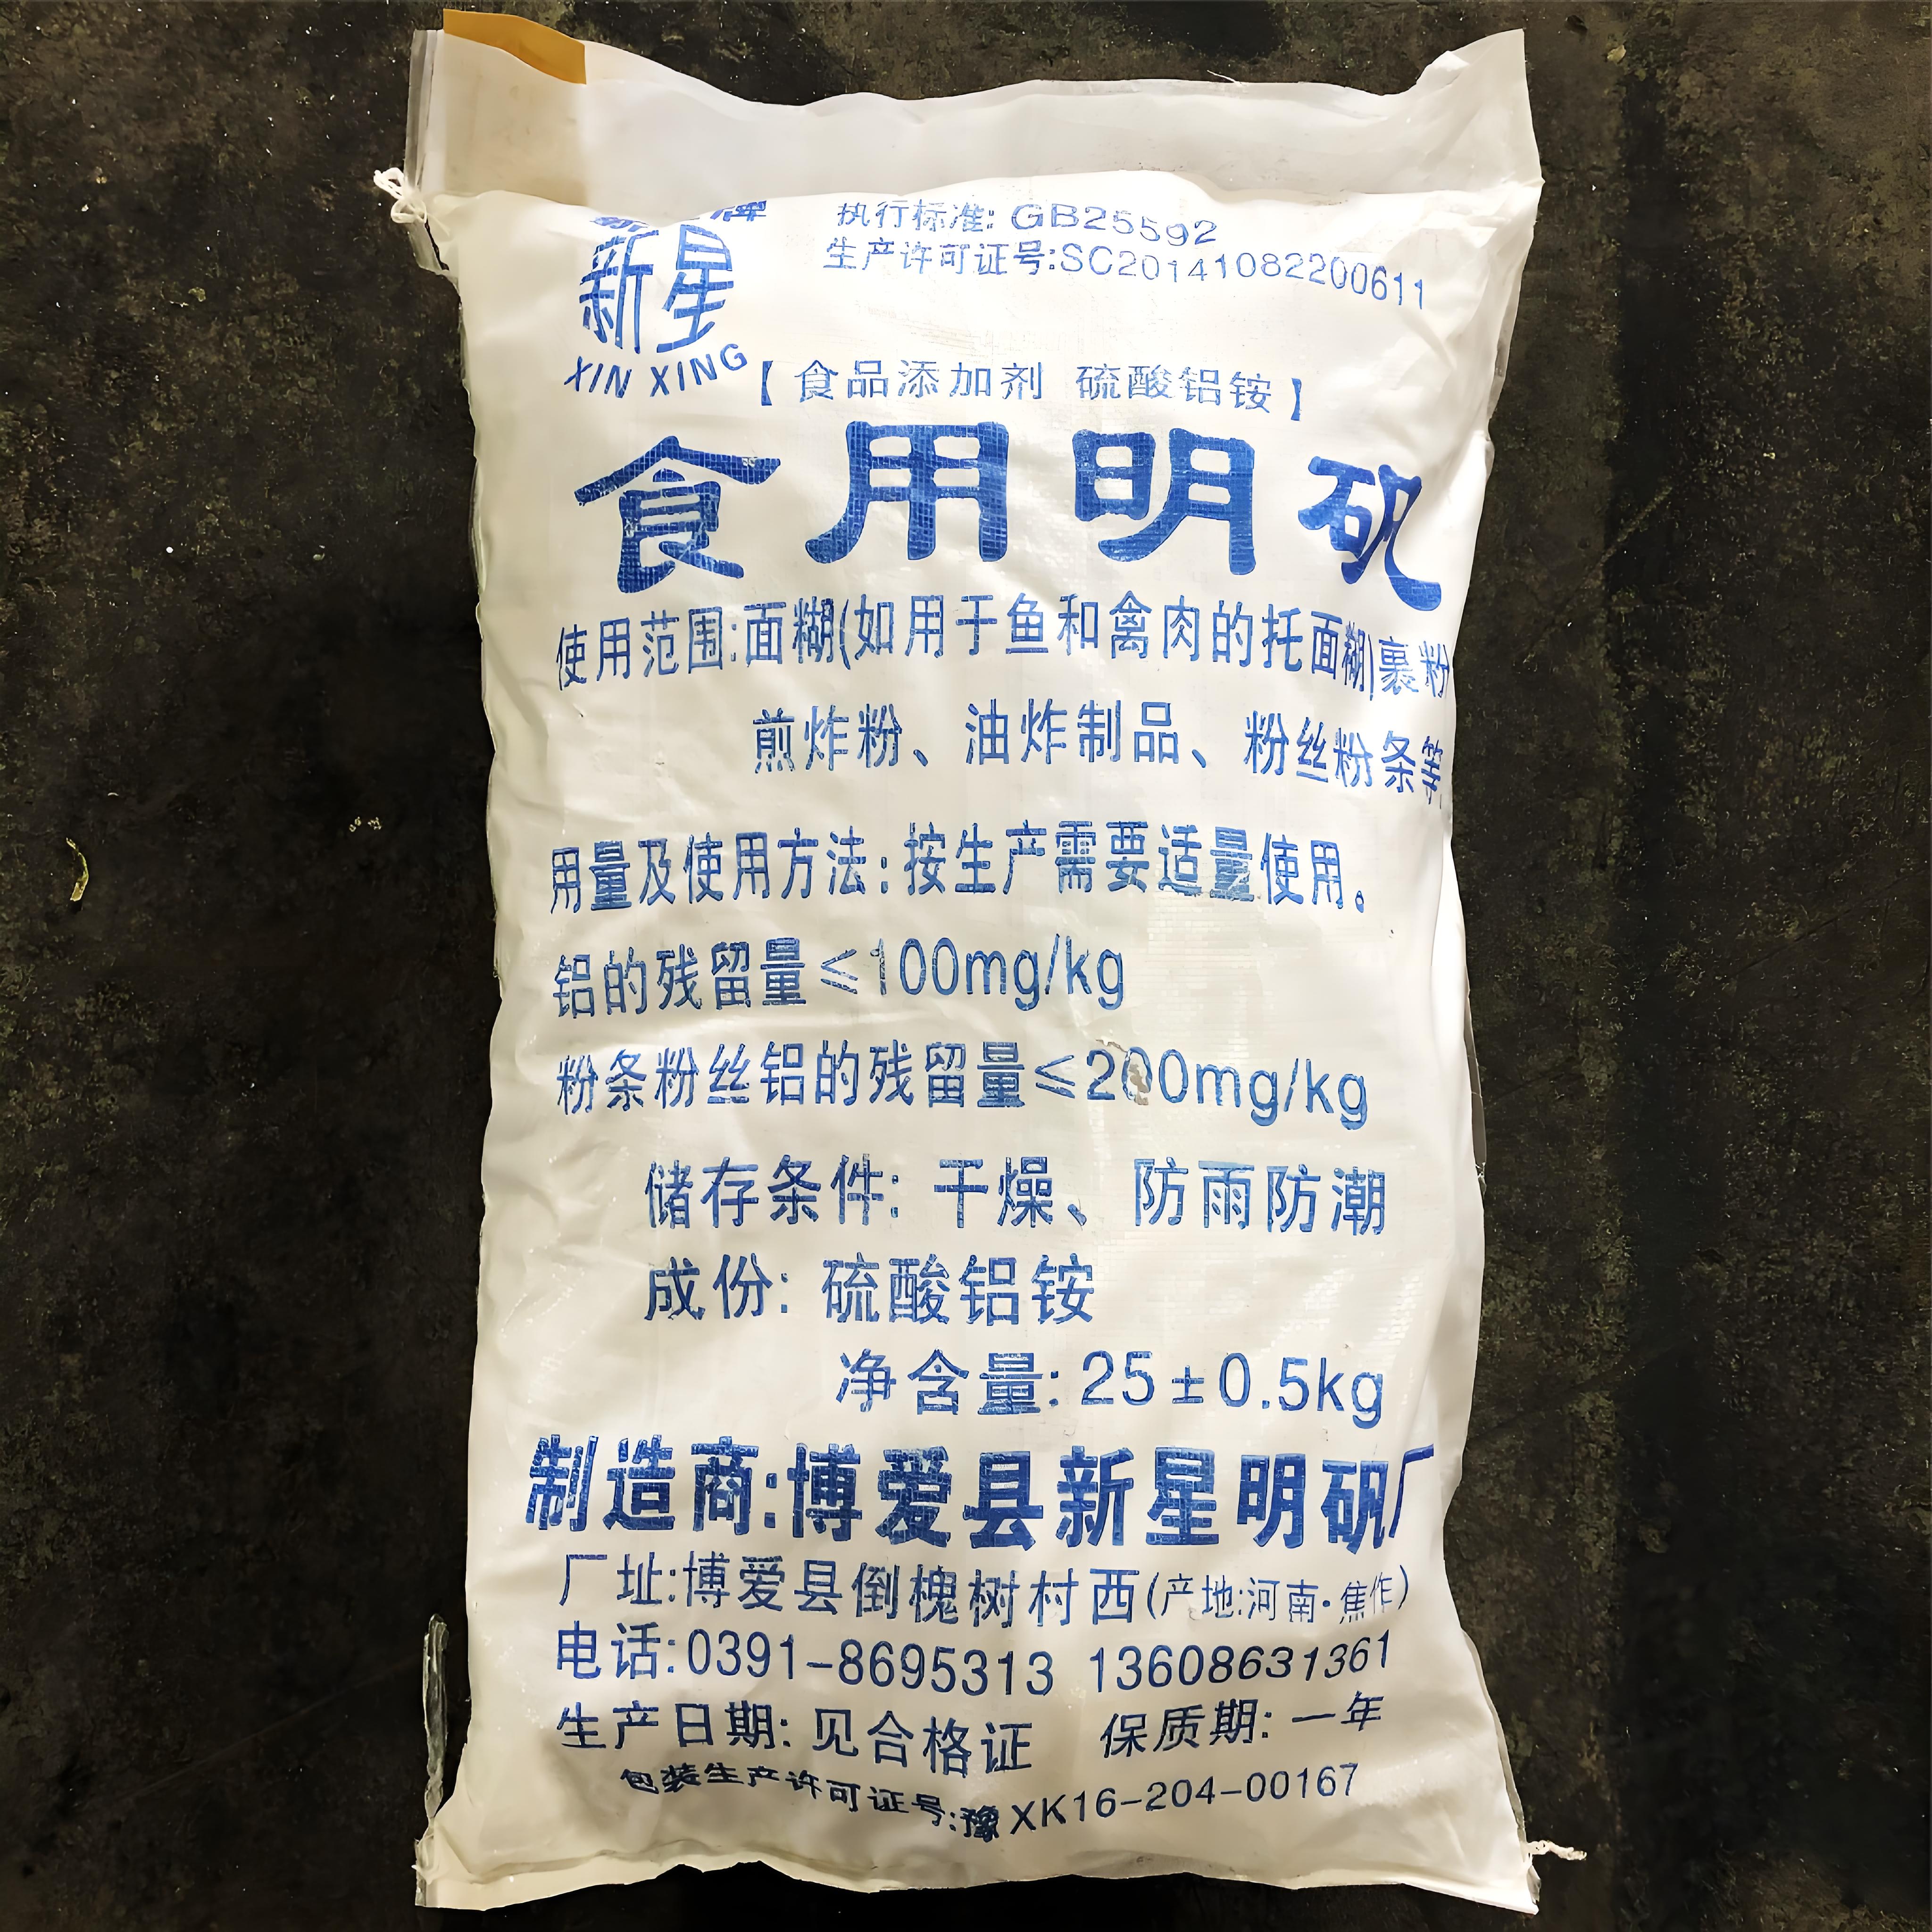 执行标准: GB25592
生产许可证号:SC20141082200611
新星
XIN XING
【食品添加剂 硫酸铝铵】
食用明矾
使用范围:面糊(如用于鱼和禽肉的托面糊)裹粉
煎炸粉、油炸制品、粉丝粉条等
用量及使用方法:按生产需要适量使用。
铝的残留量≤100mg/kg
粉条粉丝铝的残留量≤200mg/kg
储存条件: 干燥、防雨防潮
成份: 硫酸铝铵
净含量: 25±0.5kg
制造商:博爱县新星明矾厂
厂址:博爱县倒槐树村西(产地:河南·焦作)
电话:0391-8695313 13608631361
生产日期: 见合格证 保质期: 一年
包装生产许可证号:豫XK16-204-00167